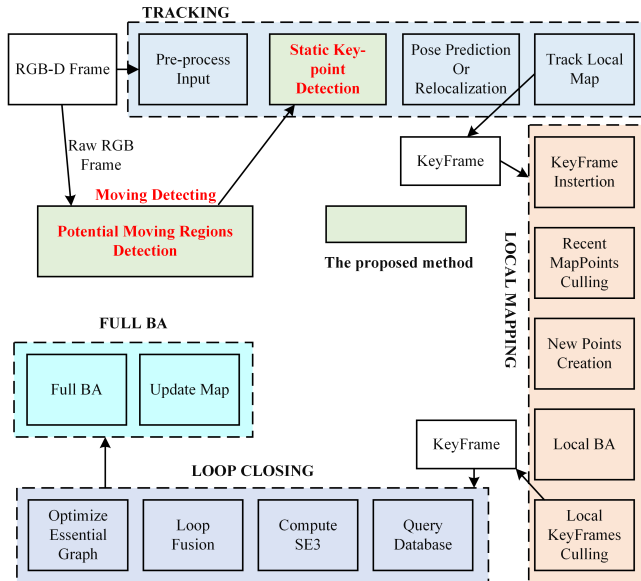 TRACKING
RGB-D Frame
Pre-process
Input
Static Key-
point
Detection
Pose Prediction
Or
Relocalization
Track Local
Map
Raw RGB
Frame
Moving Detecting
Potential Moving Regions
Detection
The proposed method
KeyFrame
LOCAL MAPPING
KeyFrame
Instertion
Recent
MapPoints
Culling
New Points
Creation
Local BA
Local
KeyFrames
Culling
FULL BA
Full BA
Update Map
KeyFrame
LOOP CLOSING
Optimize
Essential
Graph
Loop
Fusion
Compute
SE3
Query
Database